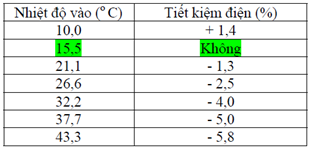 Nhiệt độ vào (° C) Tiết kiệm điện (%)
10,0 + 1,4
15,5 Không
21,1 - 1,3
26,6 - 2,5
32,2 - 4,0
37,7 - 5,0
43,3 - 5,8